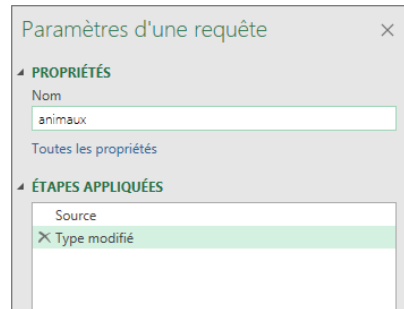 Paramètres d'une requête
PROPRIÉTÉS
Nom
animaux
Toutes les propriétés
ÉTAPES APPLIQUÉES
Source
Type modifié